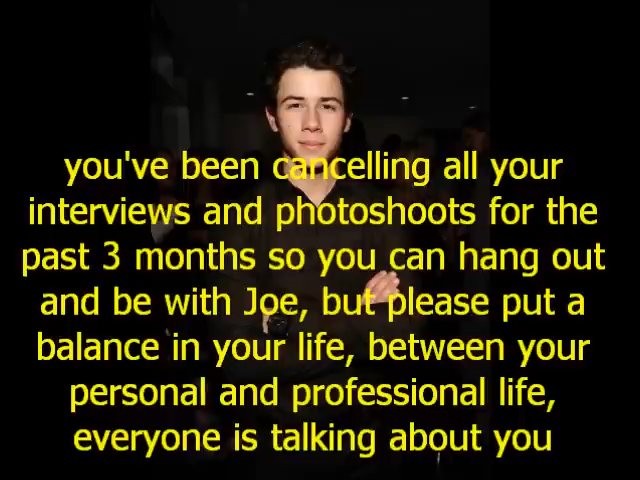 you've been cancelling all your
interviews and photoshoots for the
past 3 months so you can hang out
and be with Joe, but please put a
balance in your life, between your
personal and professional life,
everyone is talking about you